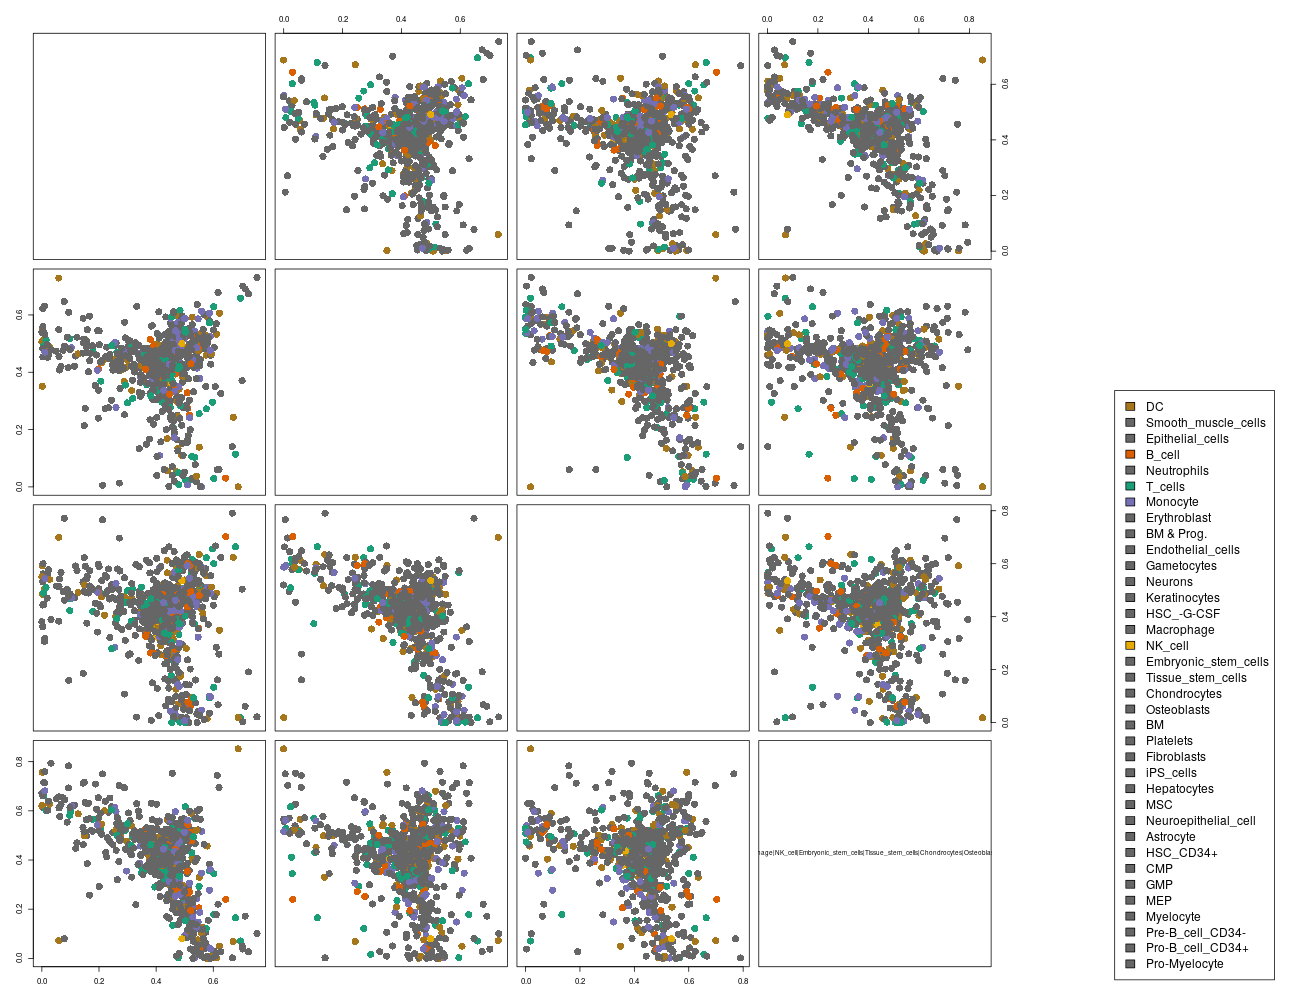 0.0 0.2 0.4 0.6
0.0 0.2 0.4 0.6 0.8
0.0 0.2 0.4 0.6
0.0 0.2 0.4 0.6
0.0 0.2 0.4 0.6 0.8
0.0 0.2 0.4 0.6 0.8
|NK_cell|Embryonic_stem_cells|Tissue_stem_cells|Chondrocytes|
0.0 0.2 0.4 0.6
0.0 0.2 0.4 0.6 0.8
DC
Smooth_muscle_cells
Epithelial_cells
B_cell
Neutrophils
T_cells
Monocyte
Erythroblast
BM & Prog.
Endothelial_cells
Gametocytes
Neurons
Keratinocytes
HSC_-G-CSF
Macrophage
NK_cell
Embryonic_stem_cells
Tissue_stem_cells
Chondrocytes
Osteoblasts
BM
Platelets
Fibroblasts
iPS_cells
Hepatocytes
MSC
Neuroepithelial_cell
Astrocyte
HSC_CD34+
CMP
GMP
MEP
Myelocyte
Pre-B_cell_CD34-
Pro-B_cell_CD34+
Pro-Myelocyte